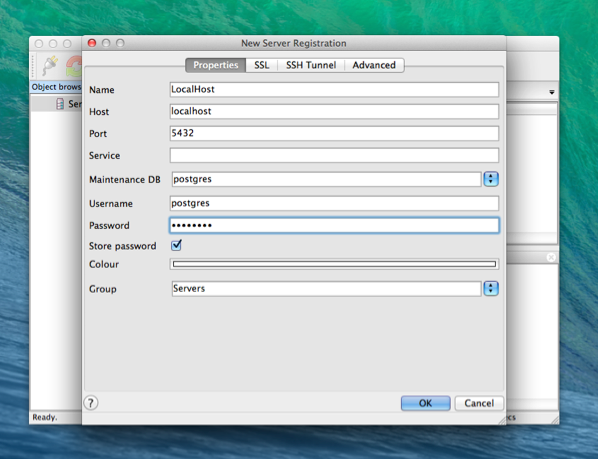 New Server Registration
Properties SSL SSH Tunnel Advanced
Object brows
Ser
Name LocalHost
Host localhost
Port 5432
Service
Maintenance DB postgres
Username postgres
Password ••••••••
Store password
Colour
Group Servers
? OK Cancel
Ready.